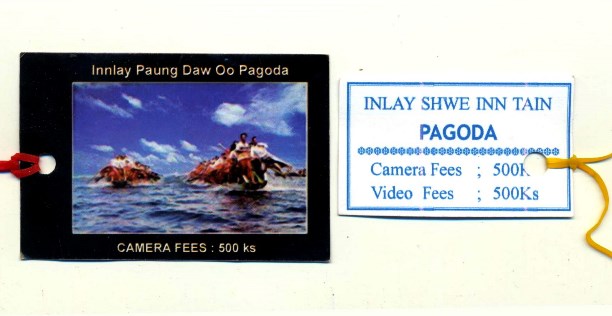 Innlay Paung Daw Oo Pagoda
CAMERA FEES : 500 ks
INLAY SHWE INN TAIN
PAGODA
Camera Fees ; 500K
Video Fees ; 500Ks